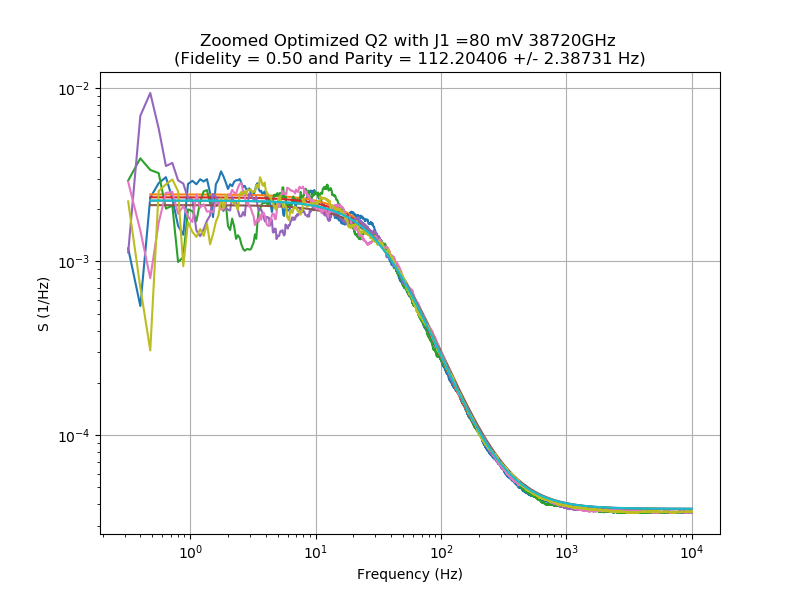 Zoomed Optimized Q2 with J1 =80 mV 38720GHz
(Fidelity = 0.50 and Parity = 112.20406 +/- 2.38731 Hz)
10⁻²
10⁻³
10⁻⁴
S (1/Hz)
10⁰ 10¹ 10² 10³ 10⁴
Frequency (Hz)